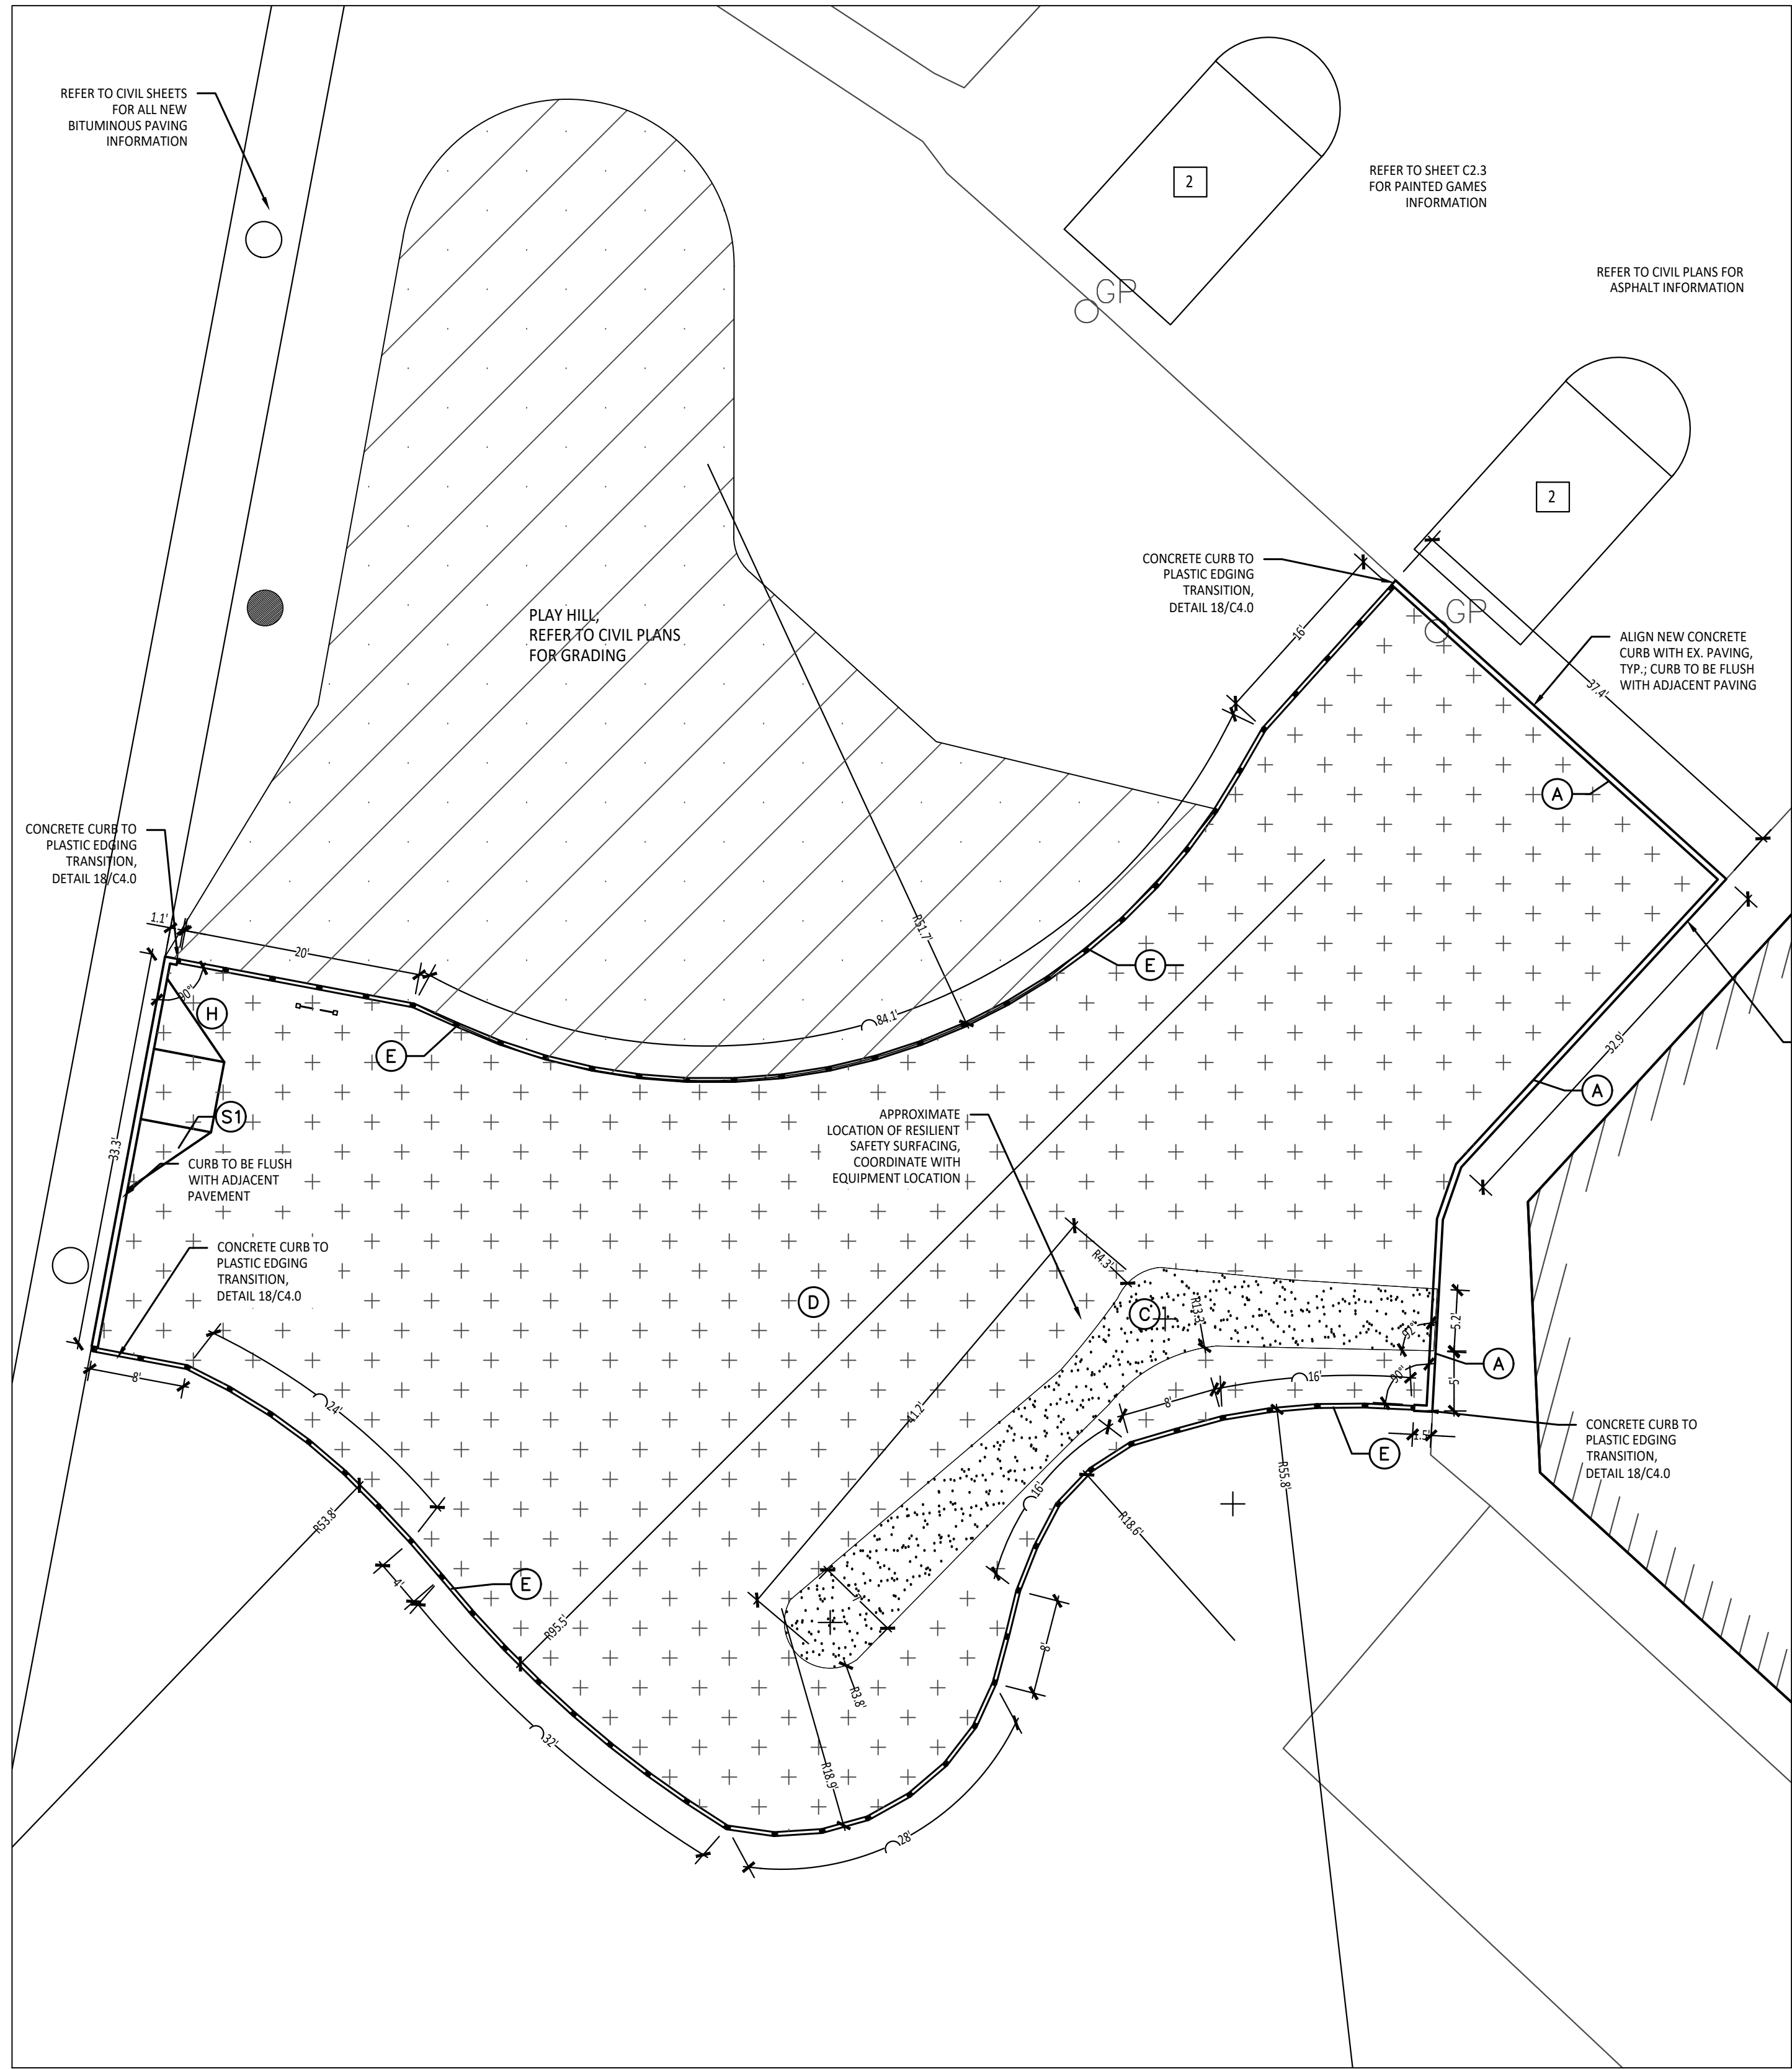 REFER TO CIVIL SHEETS
FOR ALL NEW
BITUMINOUS PAVING
INFORMATION
2
REFER TO SHEET C2.3
FOR PAINTED GAMES
INFORMATION
GP
REFER TO CIVIL PLANS FOR
ASPHALT INFORMATION
2
CONCRETE CURB TO
PLASTIC EDGING
TRANSITION,
DETAIL 18/C4.0
GP
PLAY HILL,
REFER TO CIVIL PLANS
FOR GRADING
16'
ALIGN NEW CONCRETE
CURB WITH EX. PAVING,
TYP.; CURB TO BE FLUSH
WITH ADJACENT PAVING
37.4'
A
CONCRETE CURB TO
PLASTIC EDGING
TRANSITION,
DETAIL 18/C4.0
1.1'
20'
R51.7'
E
90°
H
84.1'
E
32.9'
A
S1
33.3'
CURB TO BE FLUSH
WITH ADJACENT
PAVEMENT
APPROXIMATE
LOCATION OF RESILIENT
SAFETY SURFACING,
COORDINATE WITH
EQUIPMENT LOCATION
CONCRETE CURB TO
PLASTIC EDGING
TRANSITION,
DETAIL 18/C4.0
R4.3'
D
C
R13.3'
5.2'
92°
A
90°
5'
8'
24'
16'
8'
41.2'
1.5'
E
CONCRETE CURB TO
PLASTIC EDGING
TRANSITION,
DETAIL 18/C4.0
R53.8'
16'
R55.8'
R18.6'
4'
E
R95.5'
8'
R3.8'
32'
R18.9'
28'